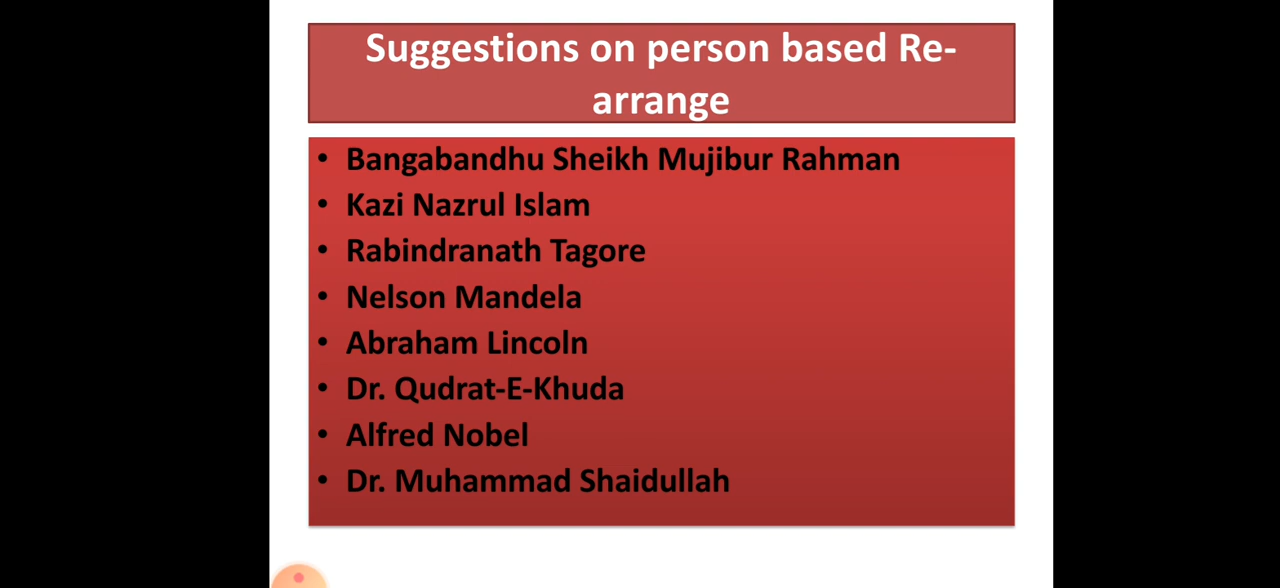 Suggestions on person based Re-
arrange
• Bangabandhu Sheikh Mujibur Rahman
• Kazi Nazrul Islam
• Rabindranath Tagore
• Nelson Mandela
• Abraham Lincoln
• Dr. Qudrat-E-Khuda
• Alfred Nobel
• Dr. Muhammad Shaidullah